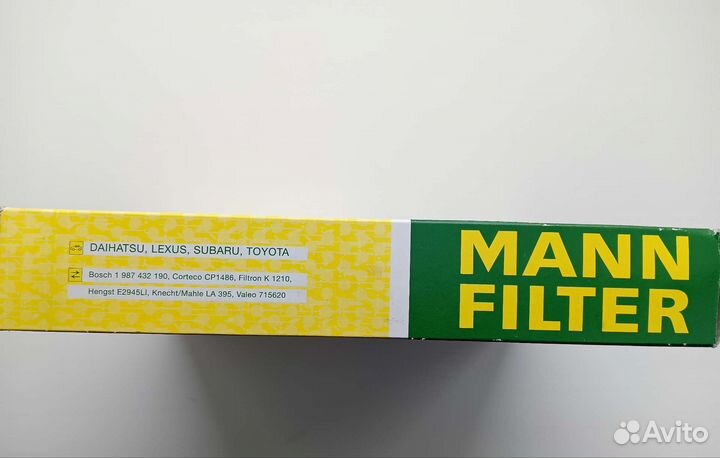 DAIHATSU, LEXUS, SUBARU, TOYOTA
Bosch 1 987 432 190, Corteco CP1486, Filtron K 1210,
Hengst E2945LI, Knecht/Mahle LA 395, Valeo 715620
MANN
FILTER
Avito